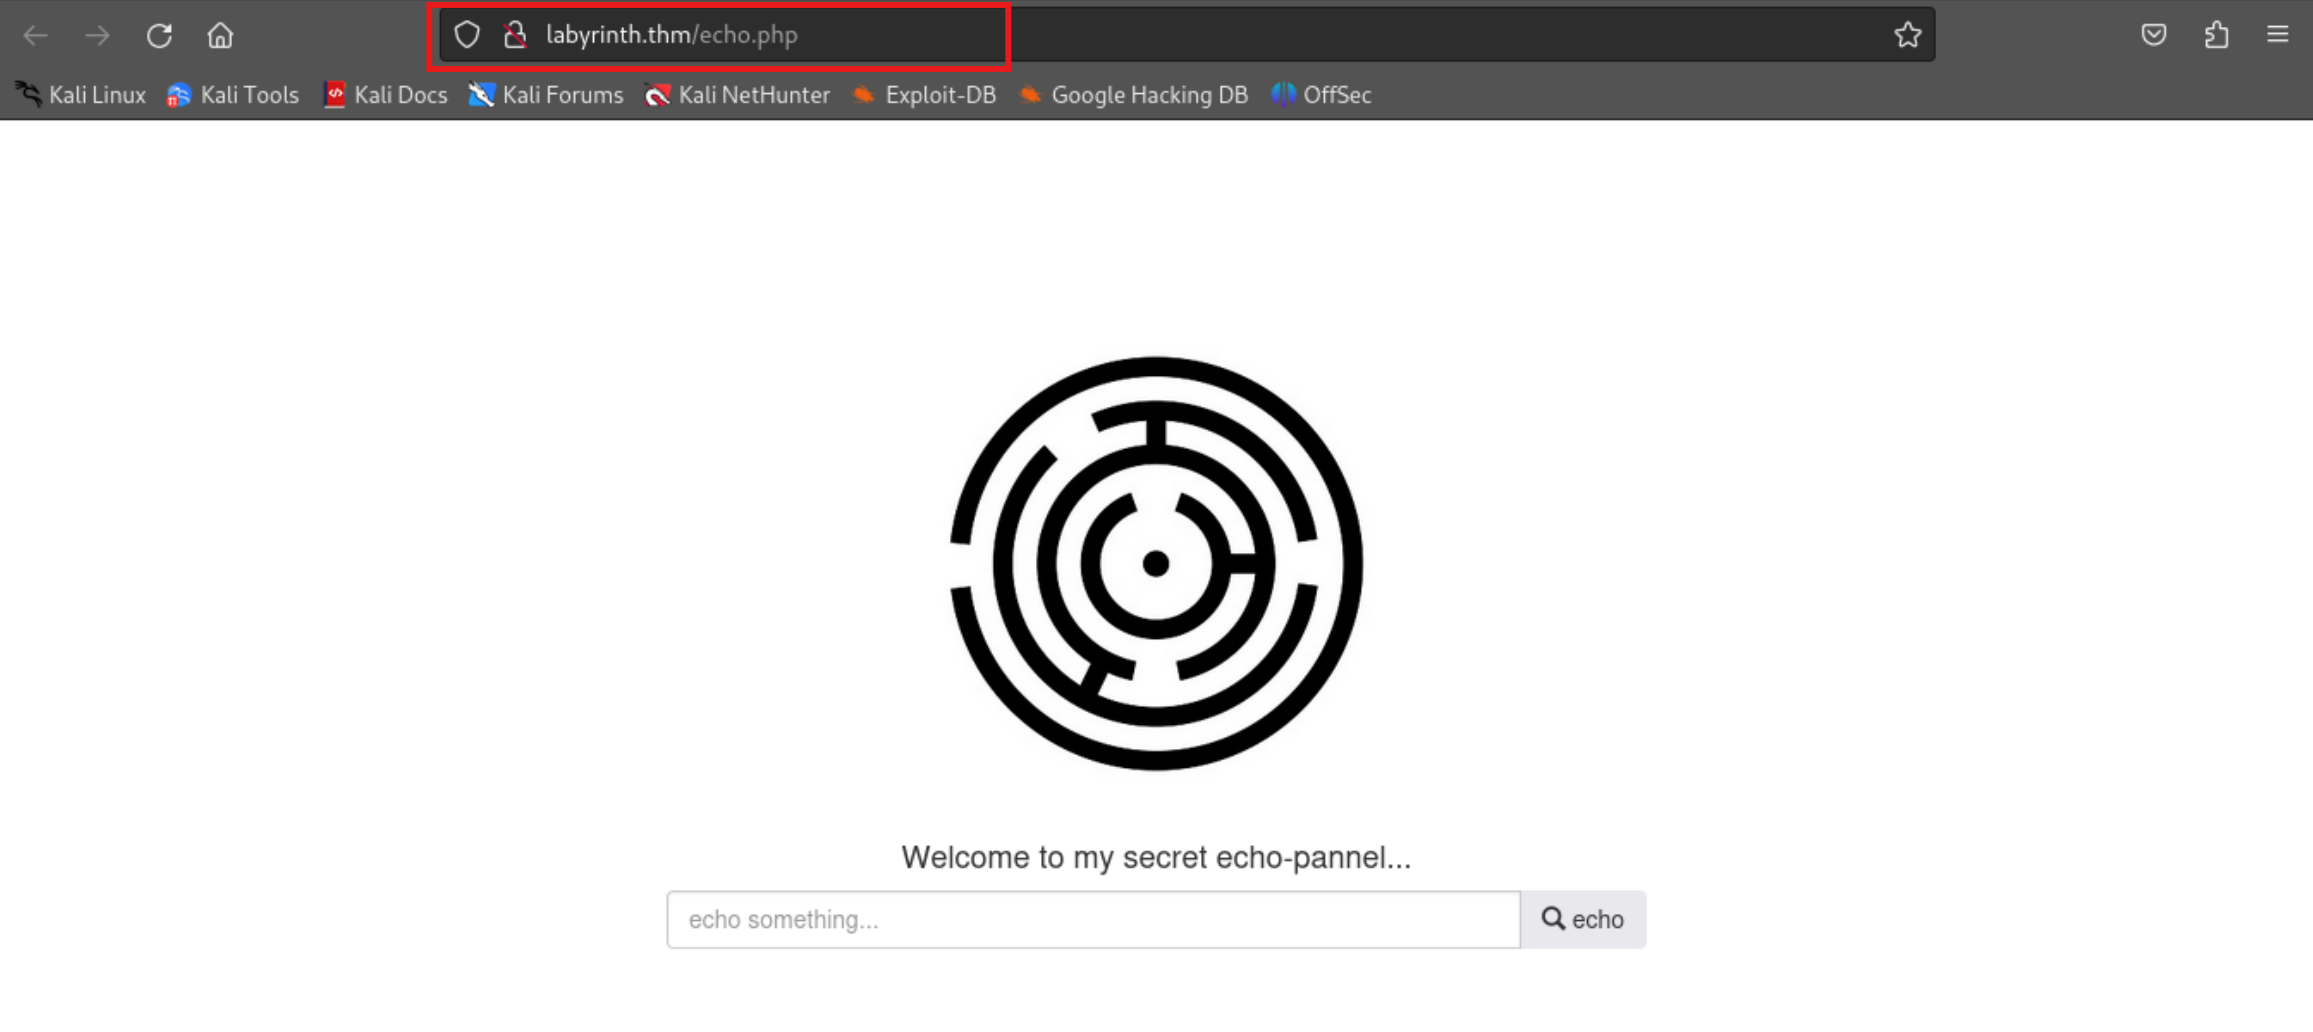 labyrinth.thm/echo.php
Kali Linux Kali Tools Kali Docs Kali Forums Kali NetHunter Exploit-DB Google Hacking DB OffSec
Welcome to my secret echo-pannel...
echo something... echo